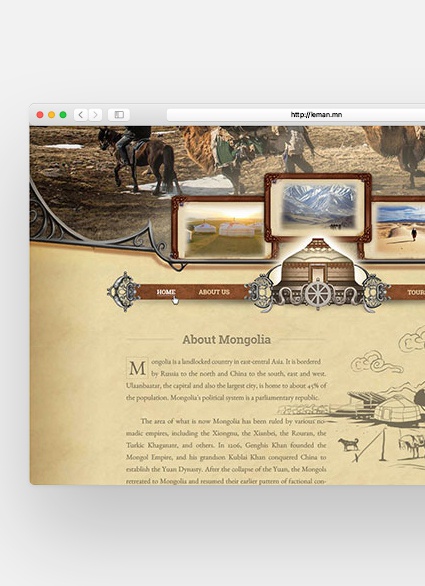 http://leman.mn
HOME ABOUT US TOUR
About Mongolia
Mongolia is a landlocked country in east-central Asia. It is bordered
by Russia to the north and China to the south, east and west.
Ulaanbaatar, the capital and also the largest city, is home to about 45% of
the population. Mongolia's political system is a parliamentary republic.
The area of what is now Mongolia has been ruled by various no-
madic empires, including the Xiongnu, the Xianbei, the Rouran, the
Turkic Khaganate, and others. In 1206, Genghis Khan founded the
Mongol Empire, and his grandson Kublai Khan conquered China to
establish the Yuan Dynasty. After the collapse of the Yuan, the Mongols
retreated to Mongolia and resumed their earlier pattern of factional con-